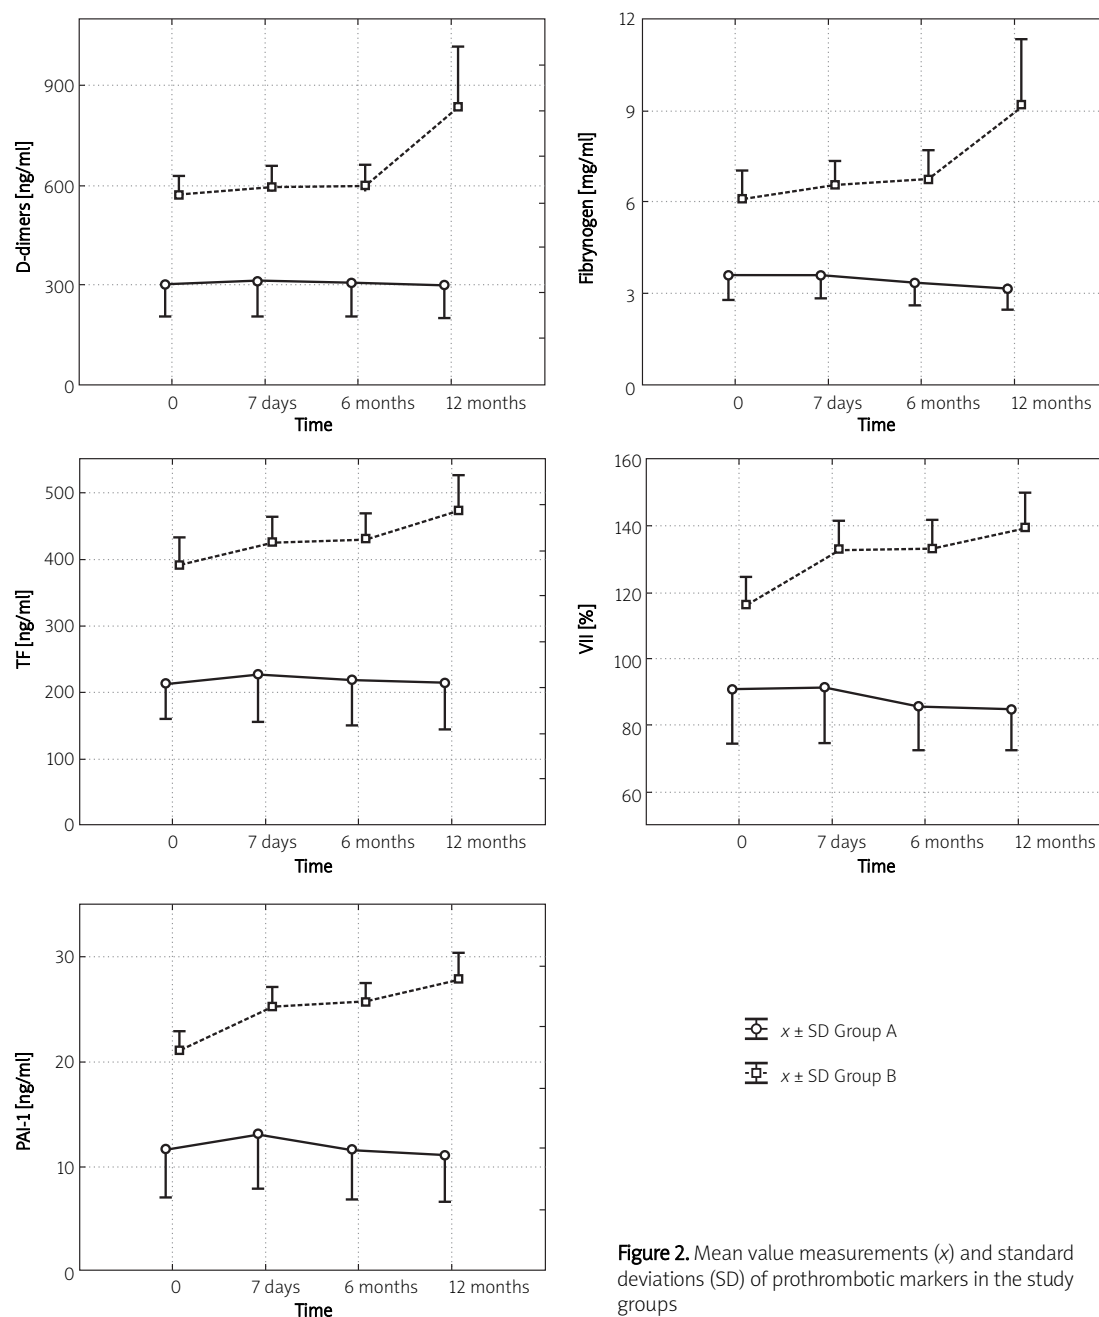 D-dimers [ng/ml]
900
600
300
0
0 7 days 6 months 12 months
Time
Fibrynogen [mg/ml]
12
9
6
3
0
0 7 days 6 months 12 months
Time
TF [ng/ml]
500
400
300
200
100
0
0 7 days 6 months 12 months
Time
VII [%]
160
140
120
100
80
60
0 7 days 6 months 12 months
Time
PAI-1 [ng/ml]
30
20
10
0
0 7 days 6 months 12 months
Time
x ± SD Group A
x ± SD Group B
Figure 2. Mean value measurements (x) and standard
deviations (SD) of prothrombotic markers in the study
groups